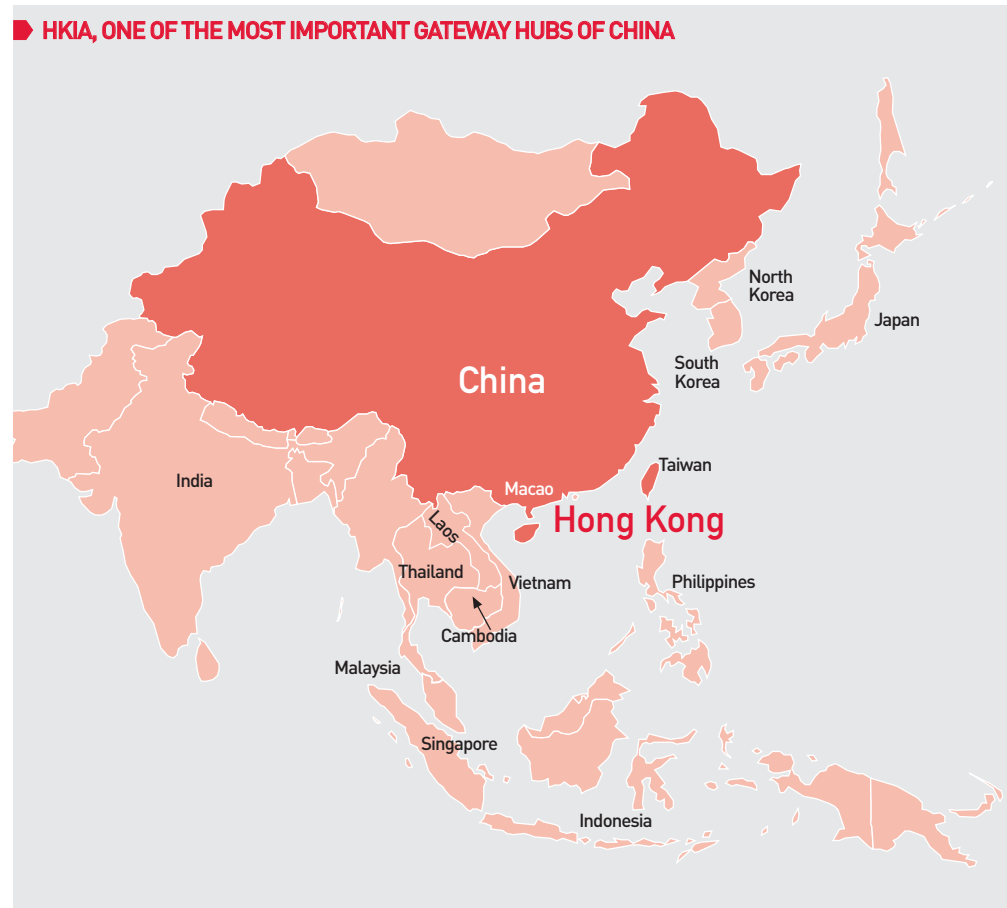 HKIA, ONE OF THE MOST IMPORTANT GATEWAY HUBS OF CHINA
North
Korea
Japan
South
Korea
China
India
Taiwan
Macao
Hong Kong
Laos
Thailand
Vietnam
Philippines
Cambodia
Malaysia
Singapore
Indonesia